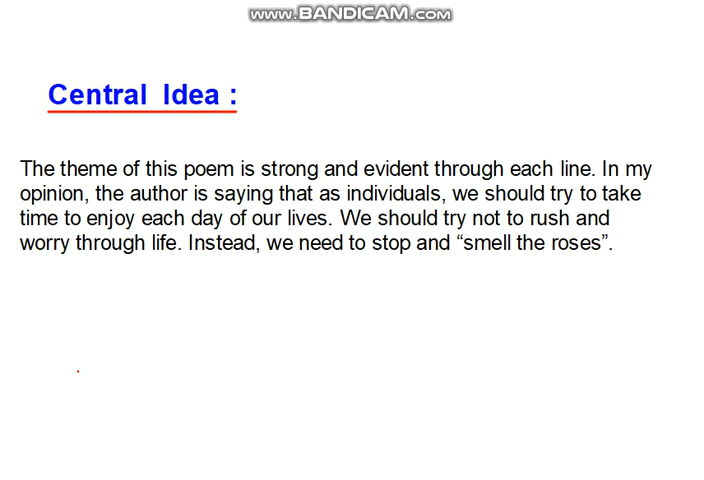 www.BANDICAM.com
Central Idea :
The theme of this poem is strong and evident through each line. In my
opinion, the author is saying that as individuals, we should try to take
time to enjoy each day of our lives. We should try not to rush and
worry through life. Instead, we need to stop and “smell the roses”.